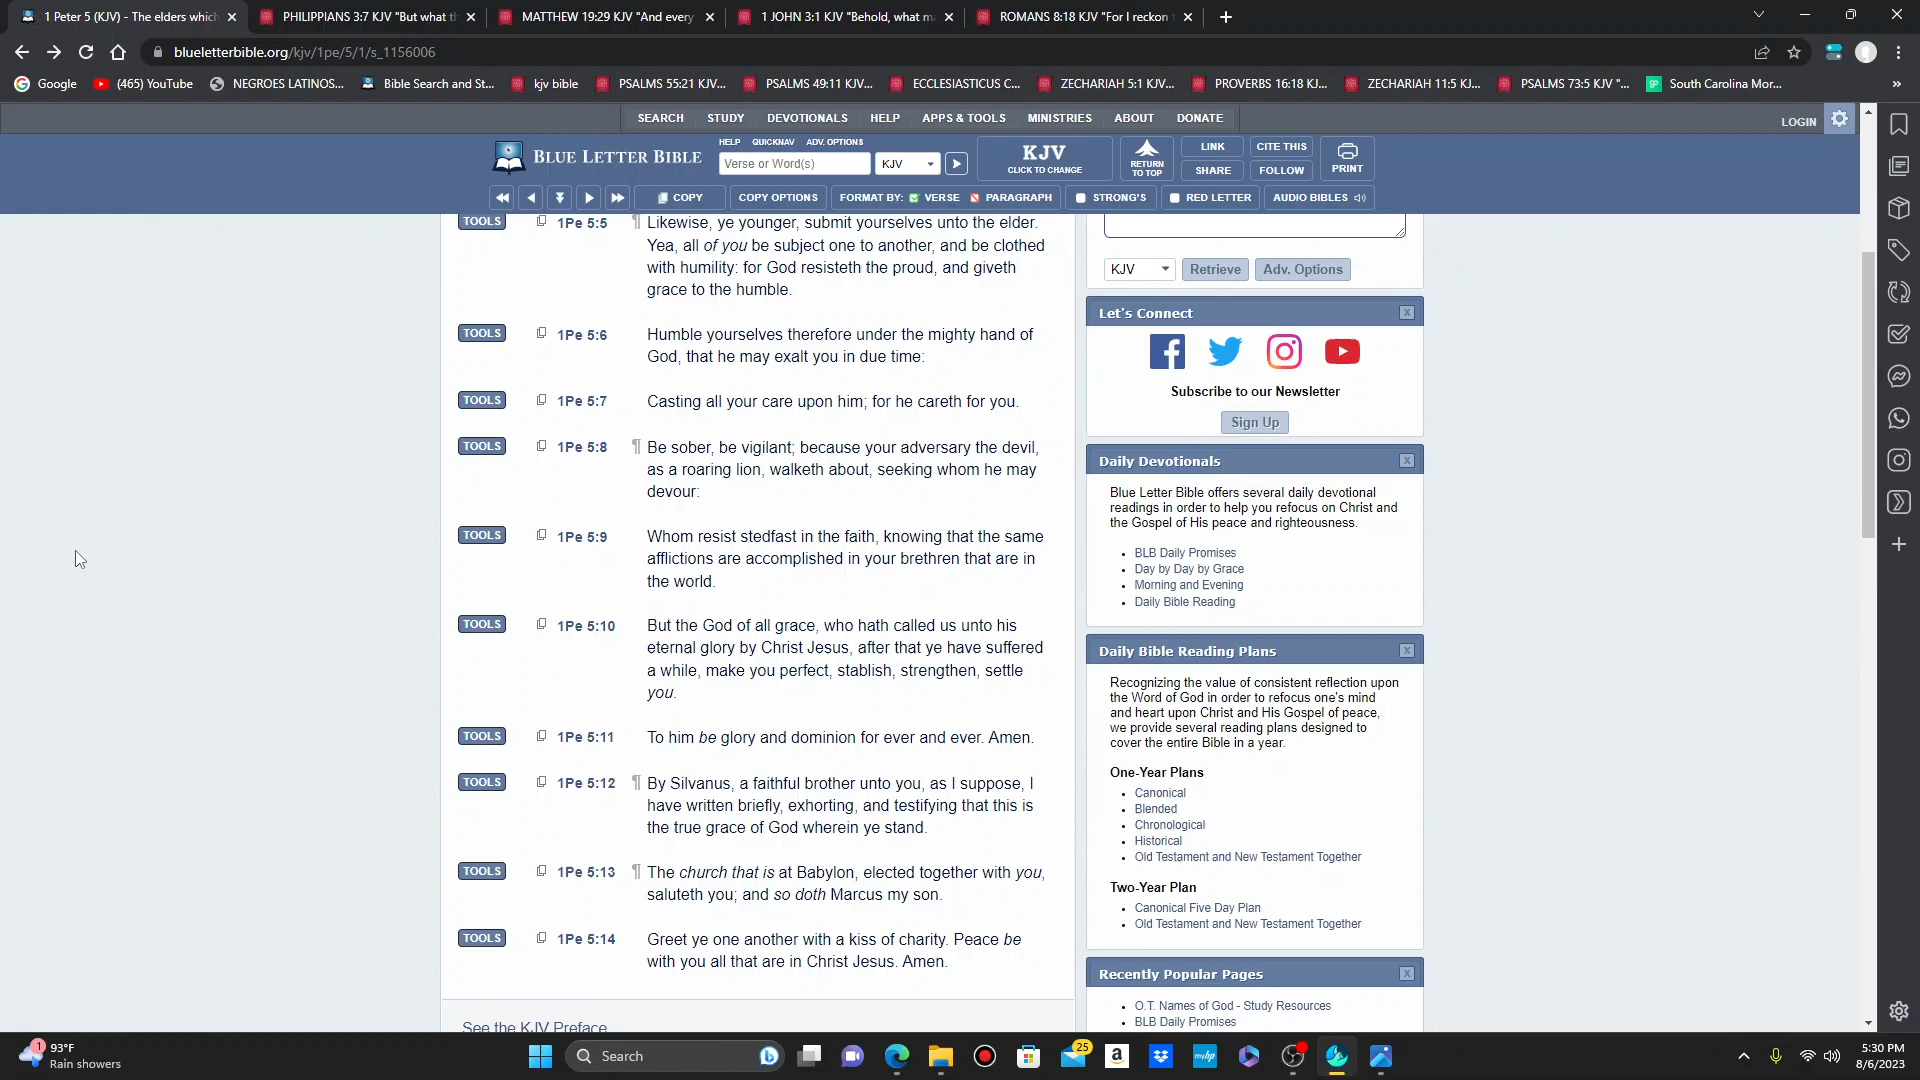 1 Peter 5 (KJV) - The elders which
PHILIPPIANS 3:7 KJV "But what th
MATTHEW 19:29 KJV "And every
1 JOHN 3:1 KJV "Behold, what ma
ROMANS 8:18 KJV "For I reckon
blueletterbible.org/kjv/1pe/5/1/s_1156006
Google
(465) YouTube
NEGROES LATINOS...
Bible Search and St...
kjv bible
PSALMS 55:21 KJV...
PSALMS 49:11 KJV...
ECCLESIASTICUS C...
ZECHARIAH 5:1 KJV...
PROVERBS 16:18 KJ...
ZECHARIAH 11:5 KJ...
PSALMS 73:5 KJV "...
South Carolina Mor...
SEARCH STUDY DEVOTIONALS HELP APPS & TOOLS MINISTRIES ABOUT DONATE
LOGIN
BLUE LETTER BIBLE
HELP QUICKNAV ADV. OPTIONS
Verse or Word(s)
KJV
KJV
CLICK TO CHANGE
RETURN
TO TOP
LINK
CITE THIS
SHARE
FOLLOW
PRINT
COPY
COPY OPTIONS
FORMAT BY: VERSE PARAGRAPH
STRONG'S
RED LETTER
AUDIO BIBLES
TOOLS 1Pe 5:5 ¶ Likewise, ye younger, submit yourselves unto the elder.
Yea, all of you be subject one to another, and be clothed
with humility: for God resisteth the proud, and giveth
grace to the humble.
TOOLS 1Pe 5:6 Humble yourselves therefore under the mighty hand of
God, that he may exalt you in due time:
TOOLS 1Pe 5:7 Casting all your care upon him; for he careth for you.
TOOLS 1Pe 5:8 ¶ Be sober, be vigilant; because your adversary the devil,
as a roaring lion, walketh about, seeking whom he may
devour:
TOOLS 1Pe 5:9 Whom resist stedfast in the faith, knowing that the same
afflictions are accomplished in your brethren that are in
the world.
TOOLS 1Pe 5:10 But the God of all grace, who hath called us unto his
eternal glory by Christ Jesus, after that ye have suffered
a while, make you perfect, stablish, strengthen, settle
you.
TOOLS 1Pe 5:11 To him be glory and dominion for ever and ever. Amen.
TOOLS 1Pe 5:12 ¶ By Silvanus, a faithful brother unto you, as I suppose, I
have written briefly, exhorting, and testifying that this is
the true grace of God wherein ye stand.
TOOLS 1Pe 5:13 ¶ The church that is at Babylon, elected together with you,
saluteth you; and so doth Marcus my son.
TOOLS 1Pe 5:14 Greet ye one another with a kiss of charity. Peace be
with you all that are in Christ Jesus. Amen.
See the KJV Preface
KJV
Retrieve
Adv. Options
Let's Connect
Subscribe to our Newsletter
Sign Up
Daily Devotionals
Blue Letter Bible offers several daily devotional
readings in order to help you refocus on Christ and
the Gospel of His peace and righteousness.
BLB Daily Promises
Day by Day by Grace
Morning and Evening
Daily Bible Reading
Daily Bible Reading Plans
Recognizing the value of consistent reflection upon
the Word of God in order to refocus one's mind
and heart upon Christ and His Gospel of peace,
we provide several reading plans designed to
cover the entire Bible in a year.
One-Year Plans
Canonical
Blended
Chronological
Historical
Old Testament and New Testament Together
Two-Year Plan
Canonical Five Day Plan
Old Testament and New Testament Together
Recently Popular Pages
O.T. Names of God - Study Resources
BLB Daily Promises
1
93°F
Rain showers
Search
25
5:30 PM
8/6/2023